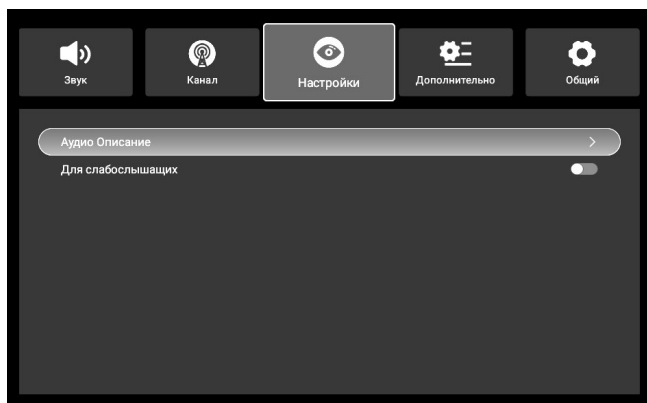 Звук
Канал
Настройки
Дополнительно
Общий
Аудио Описание
Для слабослышащих